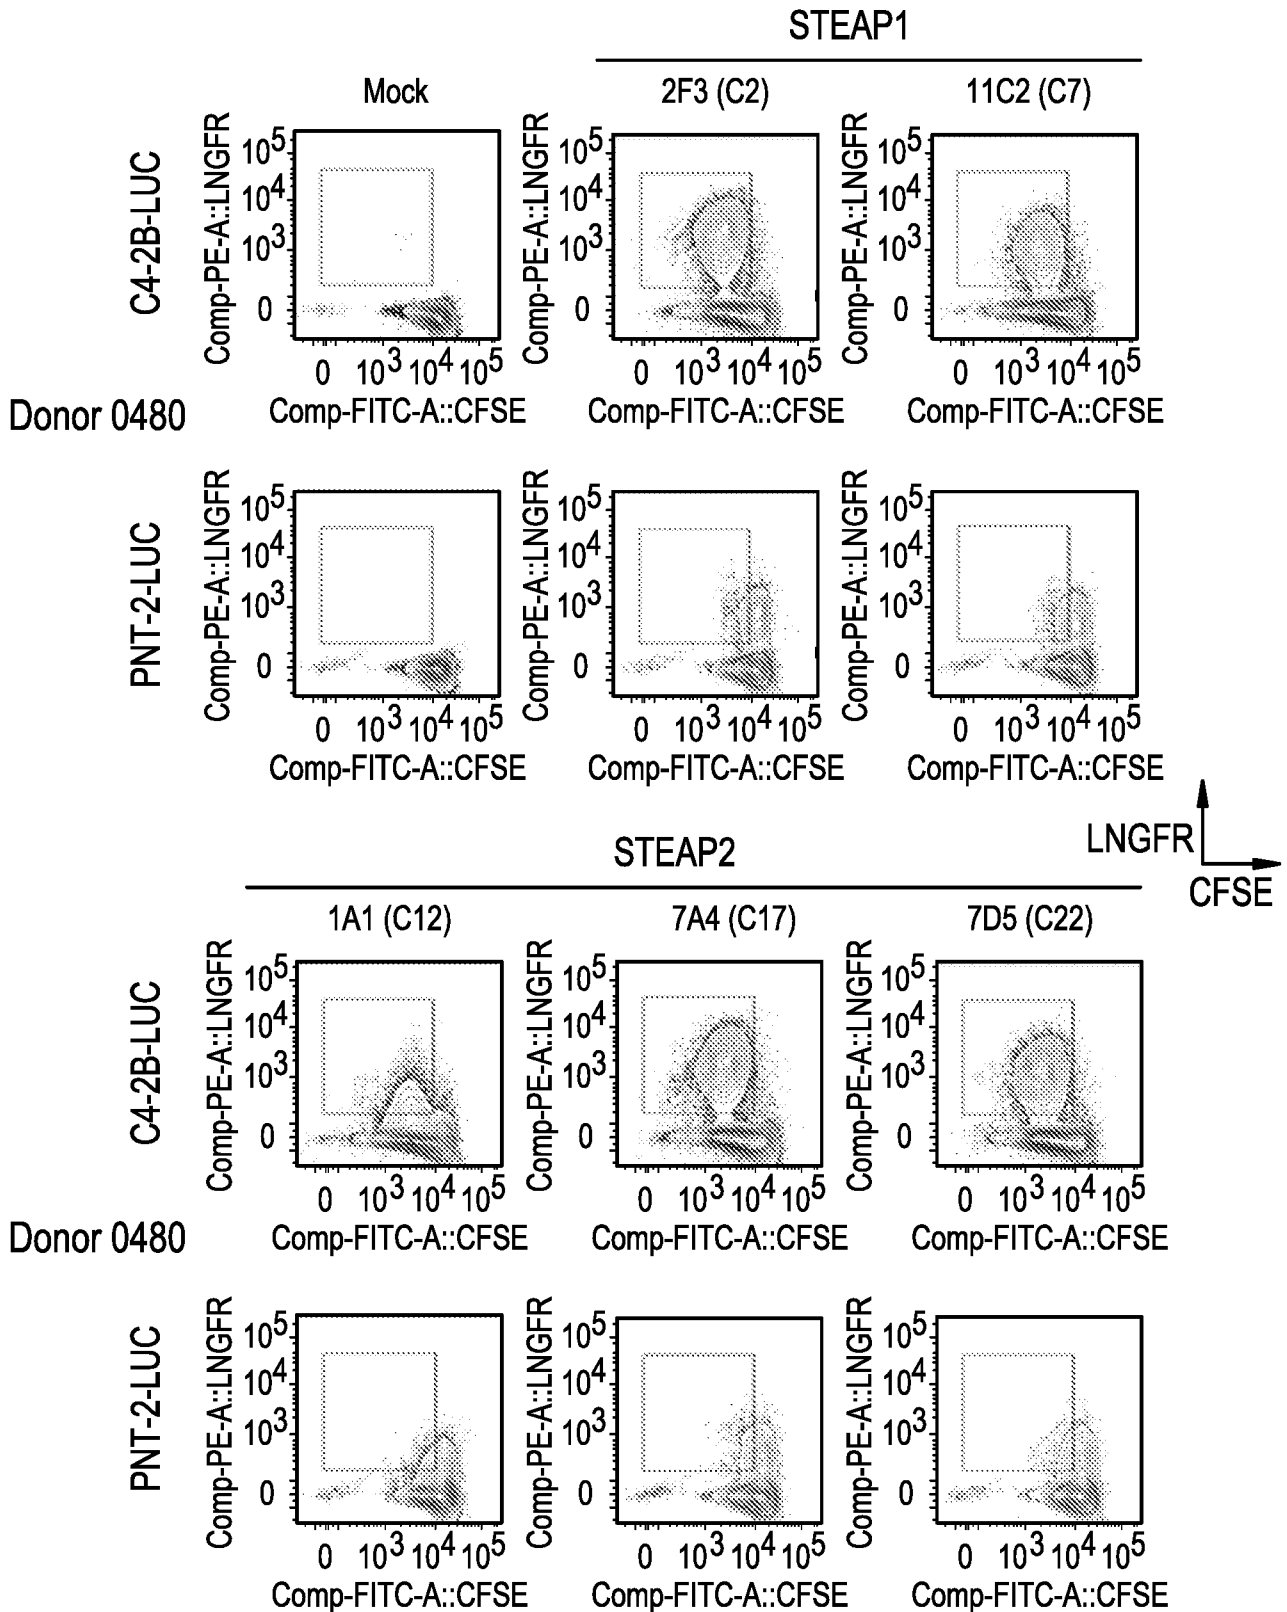 STEAP1
Mock
2F3 (C2)
11C2 (C7)
C4-2B-LUC
Comp-PE-A::LNGFR
10^5
10^4
10^3
0
0 10^3 10^4 10^5
Comp-FITC-A::CFSE
Comp-PE-A::LNGFR
10^5
10^4
10^3
0
0 10^3 10^4 10^5
Comp-FITC-A::CFSE
Comp-PE-A::LNGFR
10^5
10^4
10^3
0
0 10^3 10^4 10^5
Comp-FITC-A::CFSE
Donor 0480
PNT-2-LUC
Comp-PE-A::LNGFR
10^5
10^4
10^3
0
0 10^3 10^4 10^5
Comp-FITC-A::CFSE
Comp-PE-A::LNGFR
10^5
10^4
10^3
0
0 10^3 10^4 10^5
Comp-FITC-A::CFSE
Comp-PE-A::LNGFR
10^5
10^4
10^3
0
0 10^3 10^4 10^5
Comp-FITC-A::CFSE
LNGFR
CFSE
STEAP2
1A1 (C12)
7A4 (C17)
7D5 (C22)
C4-2B-LUC
Comp-PE-A::LNGFR
10^5
10^4
10^3
0
0 10^3 10^4 10^5
Comp-FITC-A::CFSE
Comp-PE-A::LNGFR
10^5
10^4
10^3
0
0 10^3 10^4 10^5
Comp-FITC-A::CFSE
Comp-PE-A::LNGFR
10^5
10^4
10^3
0
0 10^3 10^4 10^5
Comp-FITC-A::CFSE
Donor 0480
PNT-2-LUC
Comp-PE-A::LNGFR
10^5
10^4
10^3
0
0 10^3 10^4 10^5
Comp-FITC-A::CFSE
Comp-PE-A::LNGFR
10^5
10^4
10^3
0
0 10^3 10^4 10^5
Comp-FITC-A::CFSE
Comp-PE-A::LNGFR
10^5
10^4
10^3
0
0 10^3 10^4 10^5
Comp-FITC-A::CFSE